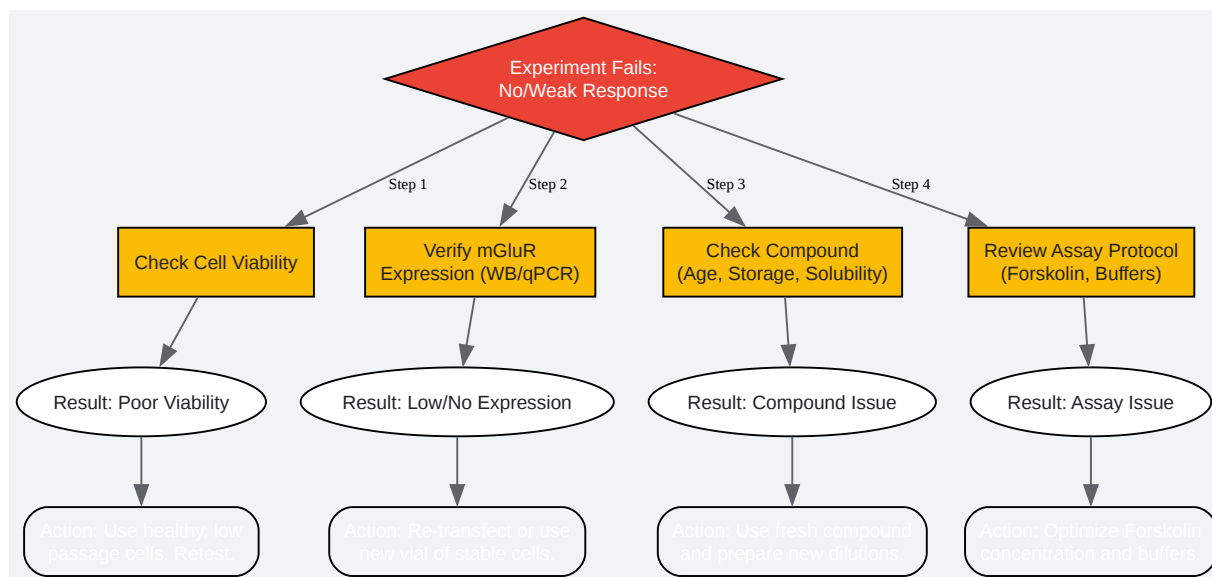 Experiment Fails:
No/Weak Response
Step 1
Step 2
Step 3
Step 4
Check Cell Viability
Verify mGluR
Expression (WB/qPCR)
Check Compound
(Age, Storage, Solubility)
Review Assay Protocol
(Forskolin, Buffers)
Result: Poor Viability
Result: Low/No Expression
Result: Compound Issue
Result: Assay Issue
Action: Use healthy, low
passage cells. Retest.
Action: Re-transfect or use
new vial of stable cells.
Action: Use fresh compound
and prepare new dilutions.
Action: Optimize Forskolin
concentration and buffers.